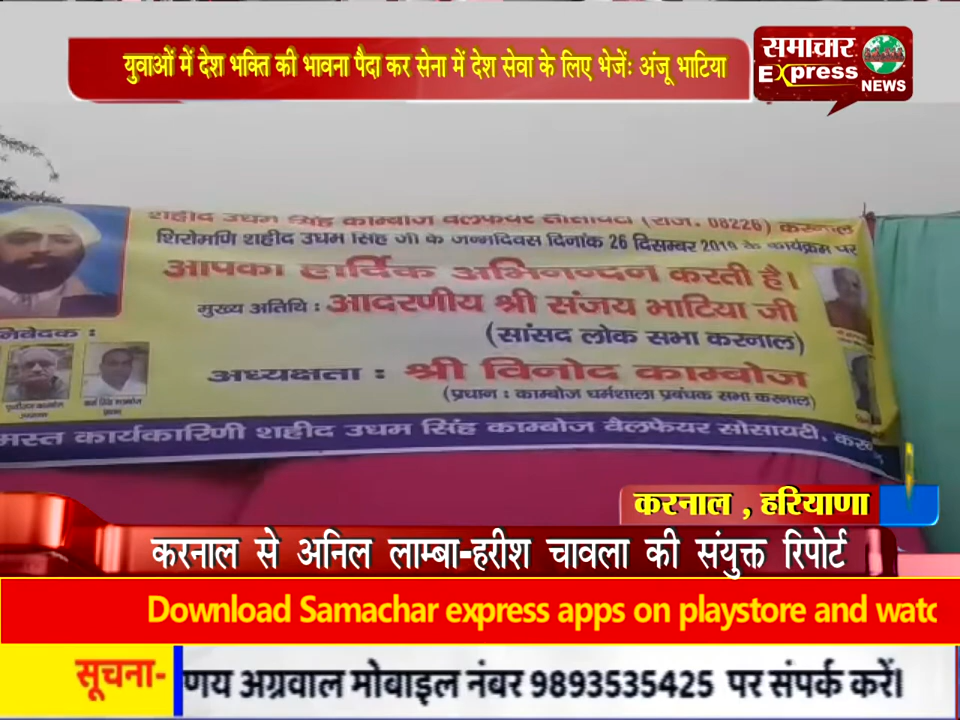 युवाओं में देश भक्ति की भावना पैदा कर सेना में देश सेवा के लिए भेजेंः अंजू भाटिया
समाचार
Express
NEWS
शहीद उधम सिंह काम्बोज वैलफेयर सोसायटी (राज. 08226) करनाल
शिरोमणि शहीद उधम सिंह जी के जन्मदिवस दिनांक 26 दिसम्बर 2019 के कार्यक्रम पर
आपका हार्दिक अभिनन्दन करती है।
मुख्य अतिथि : आदरणीय श्री संजय भाटिया जी
(सांसद लोक सभा करनाल)
निवेदक :
अध्यक्षता : श्री विनोद काम्बोज
(प्रधान : काम्बोज धर्मशाला प्रबंधक सभा करनाल)
मस्त कार्यकारिणी शहीद उधम सिंह काम्बोज वैलफेयर सोसायटी,
करनाल , हरियाणा
करनाल से अनिल लाम्बा-हरीश चावला की संयुक्त रिपोर्ट
Download Samachar express apps on playstore and watc
सूचना- णय अग्रवाल मोबाइल नंबर 9893535425 पर संपर्क करें।